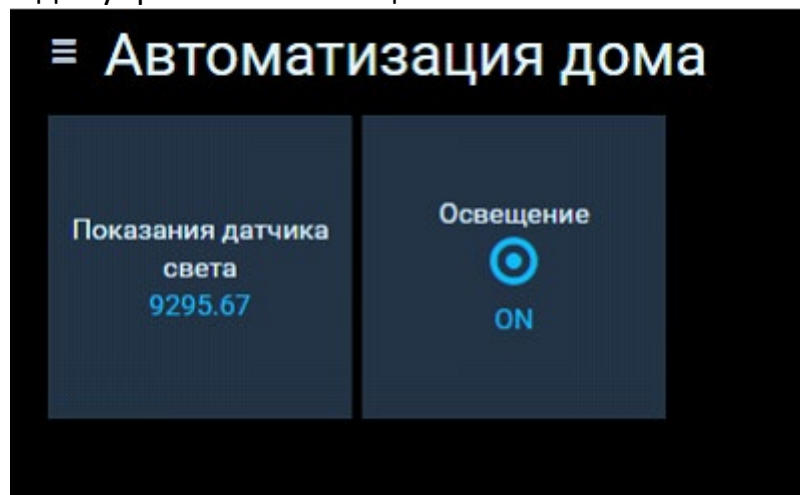 Автоматизация дома
Показания датчика
света
9295.67
Освещение
ON